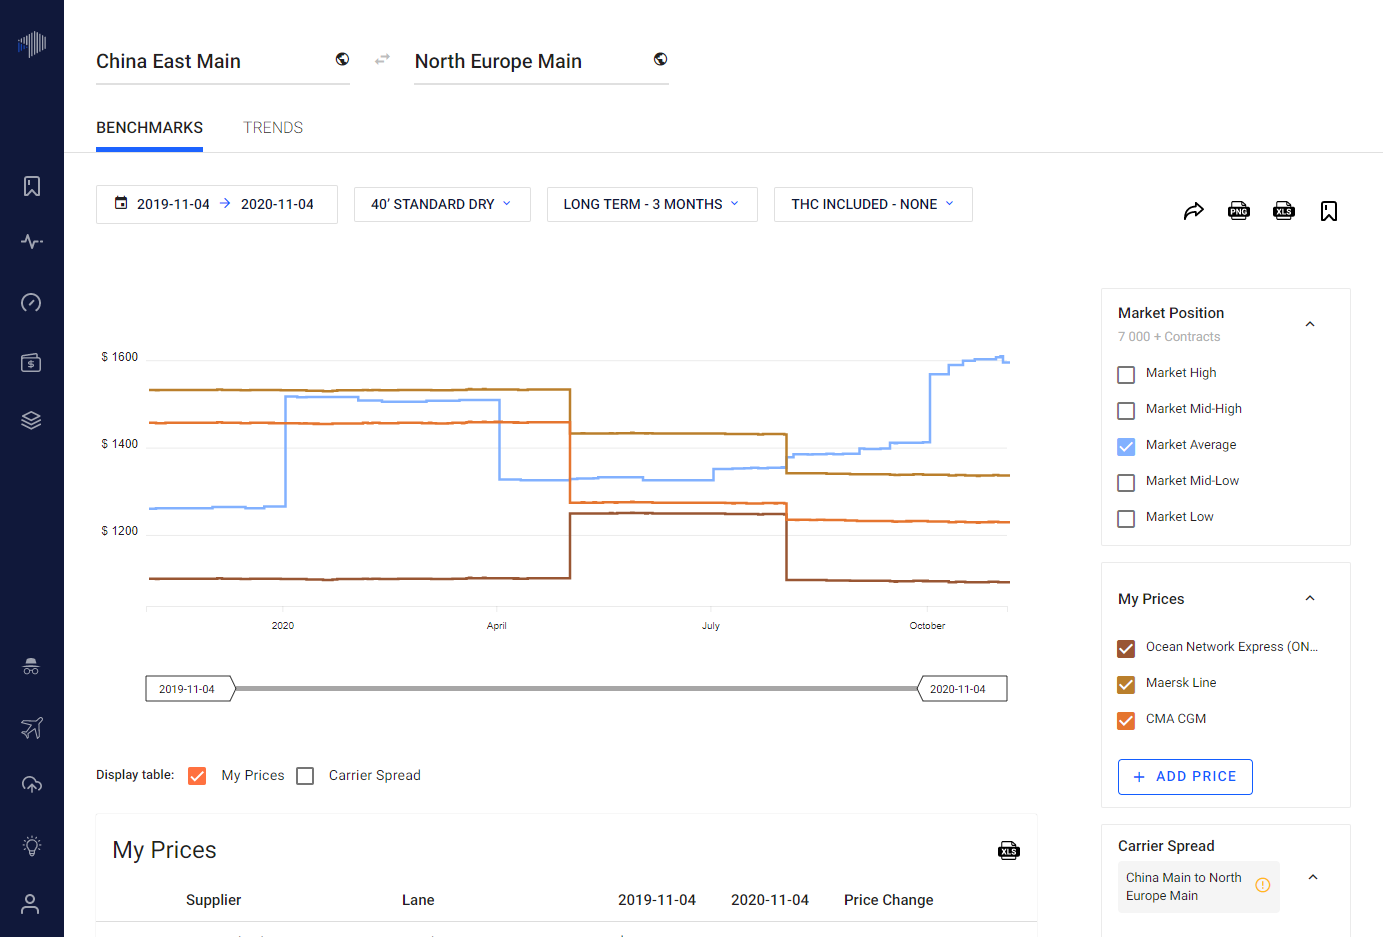 China East Main
North Europe Main
BENCHMARKS
TRENDS
2019-11-04
2020-11-04
40’ STANDARD DRY
LONG TERM - 3 MONTHS
THC INCLUDED - NONE
PNG
XLS
$ 1600
$ 1400
$ 1200
2020
April
July
October
2019-11-04
2020-11-04
Market Position
7 000 + Contracts
Market High
Market Mid-High
Market Average
Market Mid-Low
Market Low
My Prices
Ocean Network Express (ON...
Maersk Line
CMA CGM
+ ADD PRICE
Display table:
My Prices
Carrier Spread
My Prices
XLS
Supplier
Lane
2019-11-04
2020-11-04
Price Change
Carrier Spread
China Main to North
Europe Main